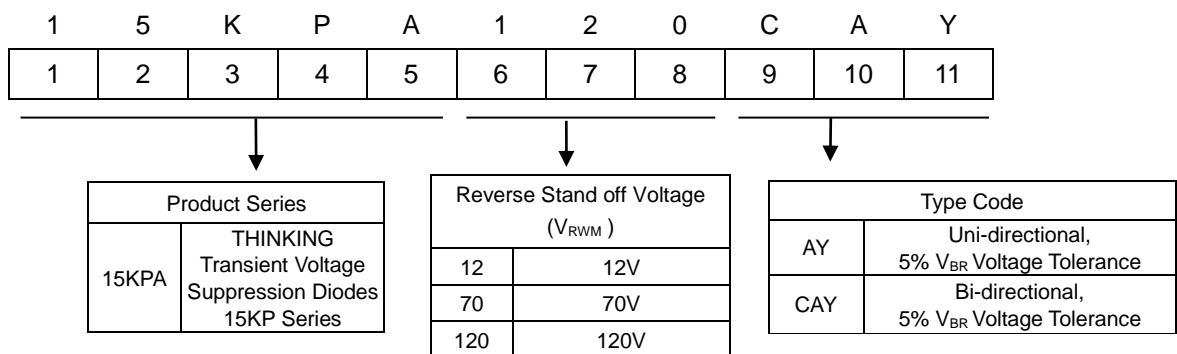 1 5 K P A 1 2 0 C A Y
1 2 3 4 5 6 7 8 9 10 11
Product Series
15KPA
THINKING
Transient Voltage
Suppression Diodes
15KP Series
Reverse Stand off Voltage
(VRWM )
12 12V
70 70V
120 120V
Type Code
AY
Uni-directional,
5% VBR Voltage Tolerance
CAY
Bi-directional,
5% VBR Voltage Tolerance